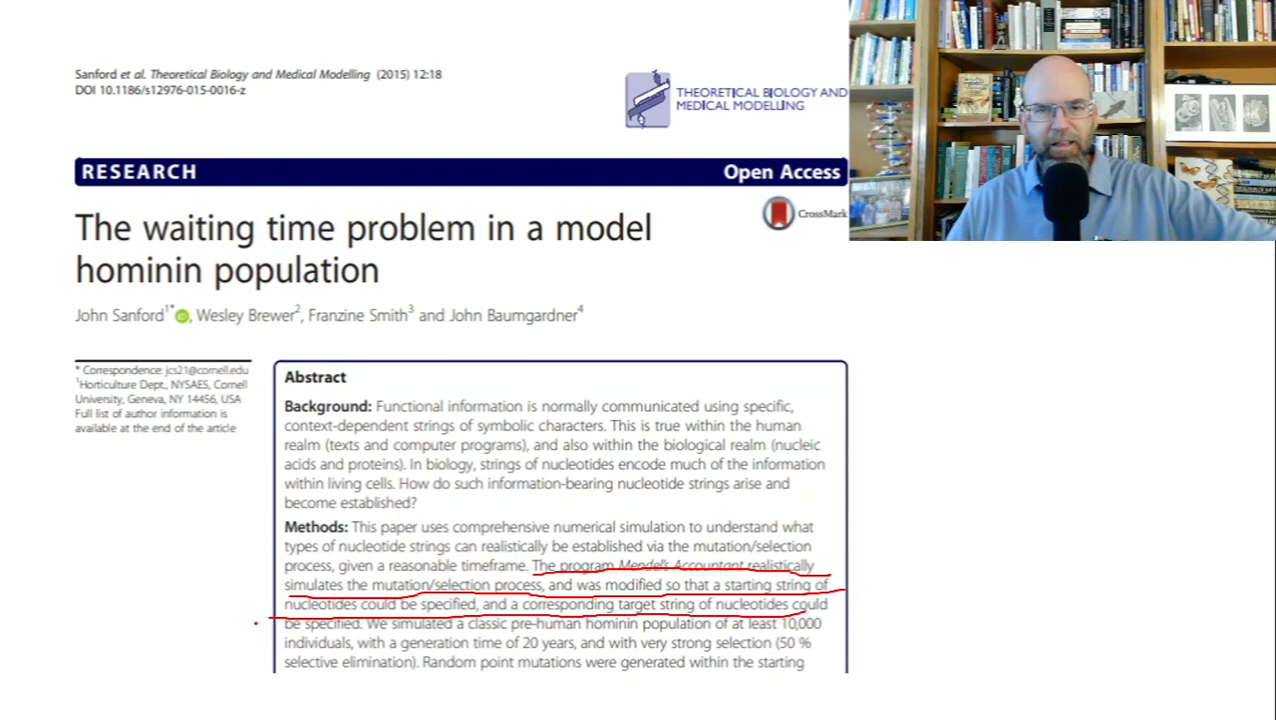 Sanford et al. Theoretical Biology and Medical Modelling (2015) 12:18
DOI 10.1186/s12976-015-0016-z
THEORETICAL BIOLOGY AND
MEDICAL MODELLING
RESEARCH
Open Access
The waiting time problem in a model
hominin population
CrossMark
John Sanford1*, Wesley Brewer2, Franzine Smith3 and John Baumgardner4
* Correspondence: jcs21@cornell.edu
1Horticulture Dept., NYSAES, Cornell
University, Geneva, NY 14456, USA
Full list of author information is
available at the end of the article
Abstract
Background: Functional information is normally communicated using specific,
context-dependent strings of symbolic characters. This is true within the human
realm (texts and computer programs), and also within the biological realm (nucleic
acids and proteins). In biology, strings of nucleotides encode much of the information
within living cells. How do such information-bearing nucleotide strings arise and
become established?
Methods: This paper uses comprehensive numerical simulation to understand what
types of nucleotide strings can realistically be established via the mutation/selection
process, given a reasonable timeframe. The program Mendel's Accountant realistically
simulates the mutation/selection process, and was modified so that a starting string of
nucleotides could be specified, and a corresponding target string of nucleotides could
be specified. We simulated a classic pre-human hominin population of at least 10,000
individuals, with a generation time of 20 years, and with very strong selection (50 %
selective elimination). Random point mutations were generated within the starting